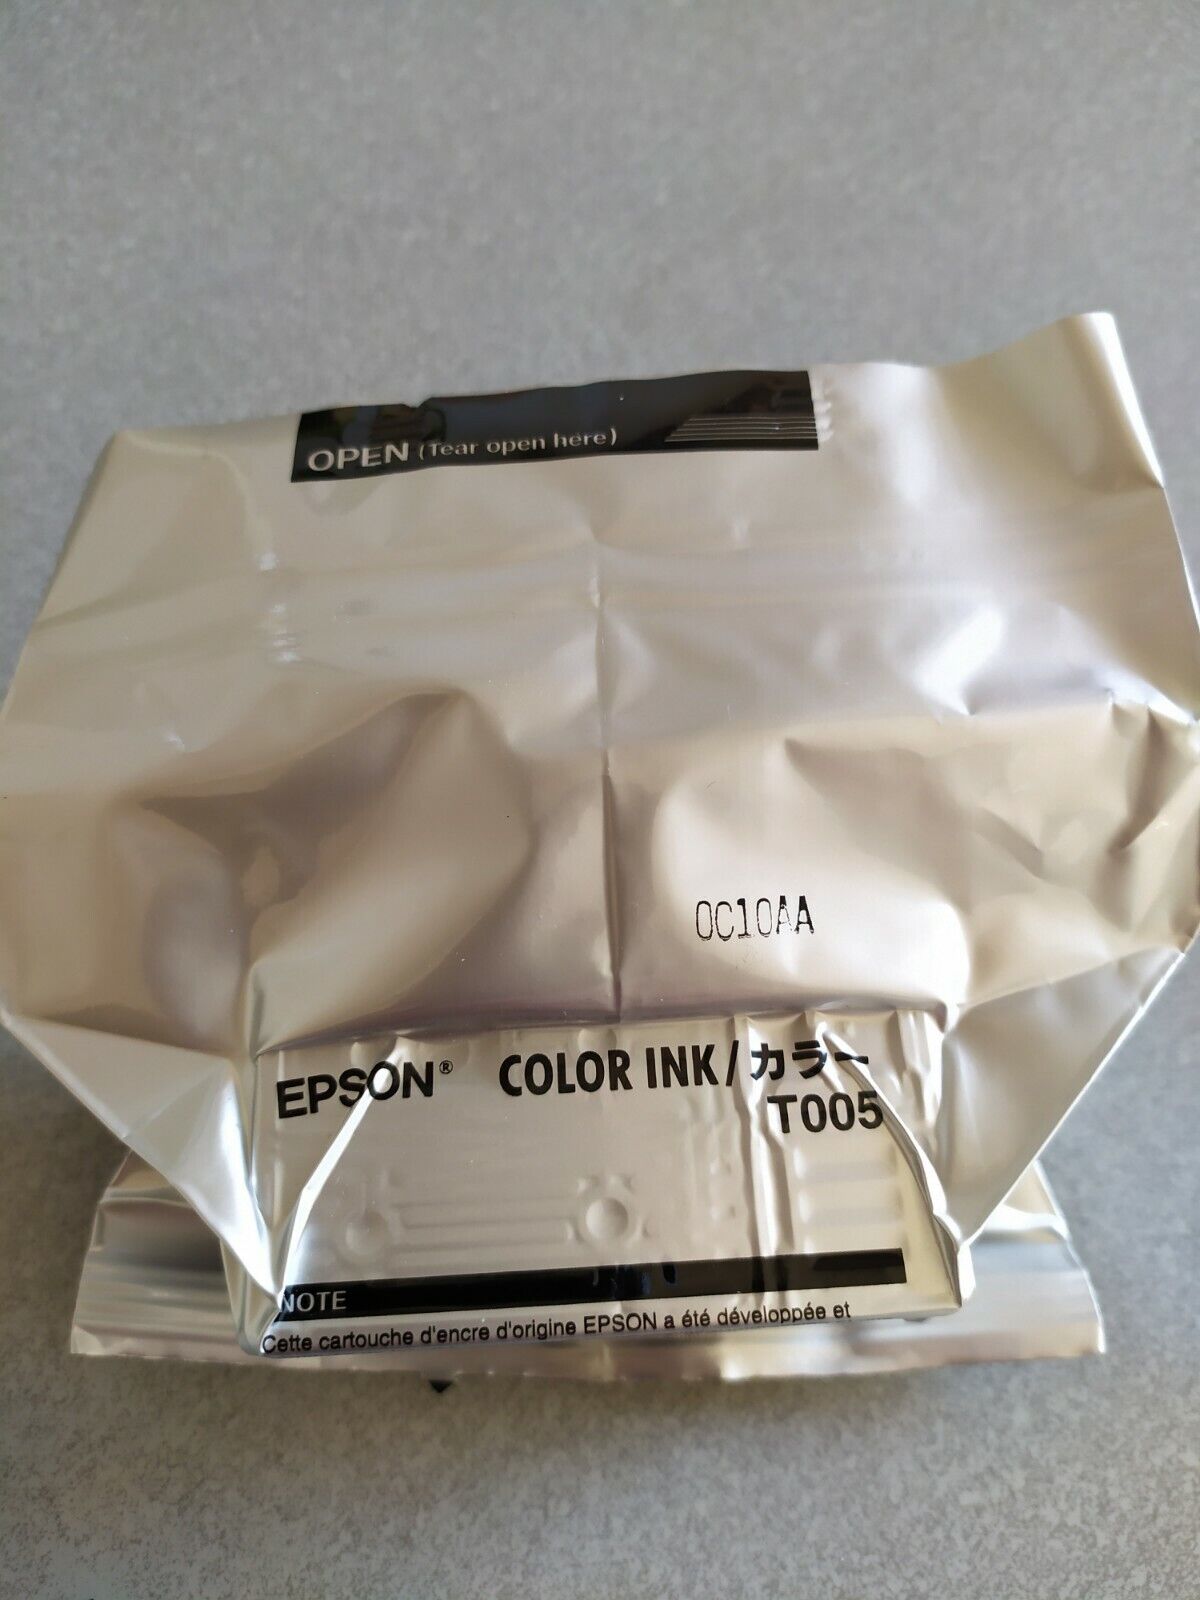 OPEN (Tear open here)
0C10AA
EPSON® COLOR INK/カラー
T005
NOTE
Cette cartouche d'encre d'origine EPSON a été développée et